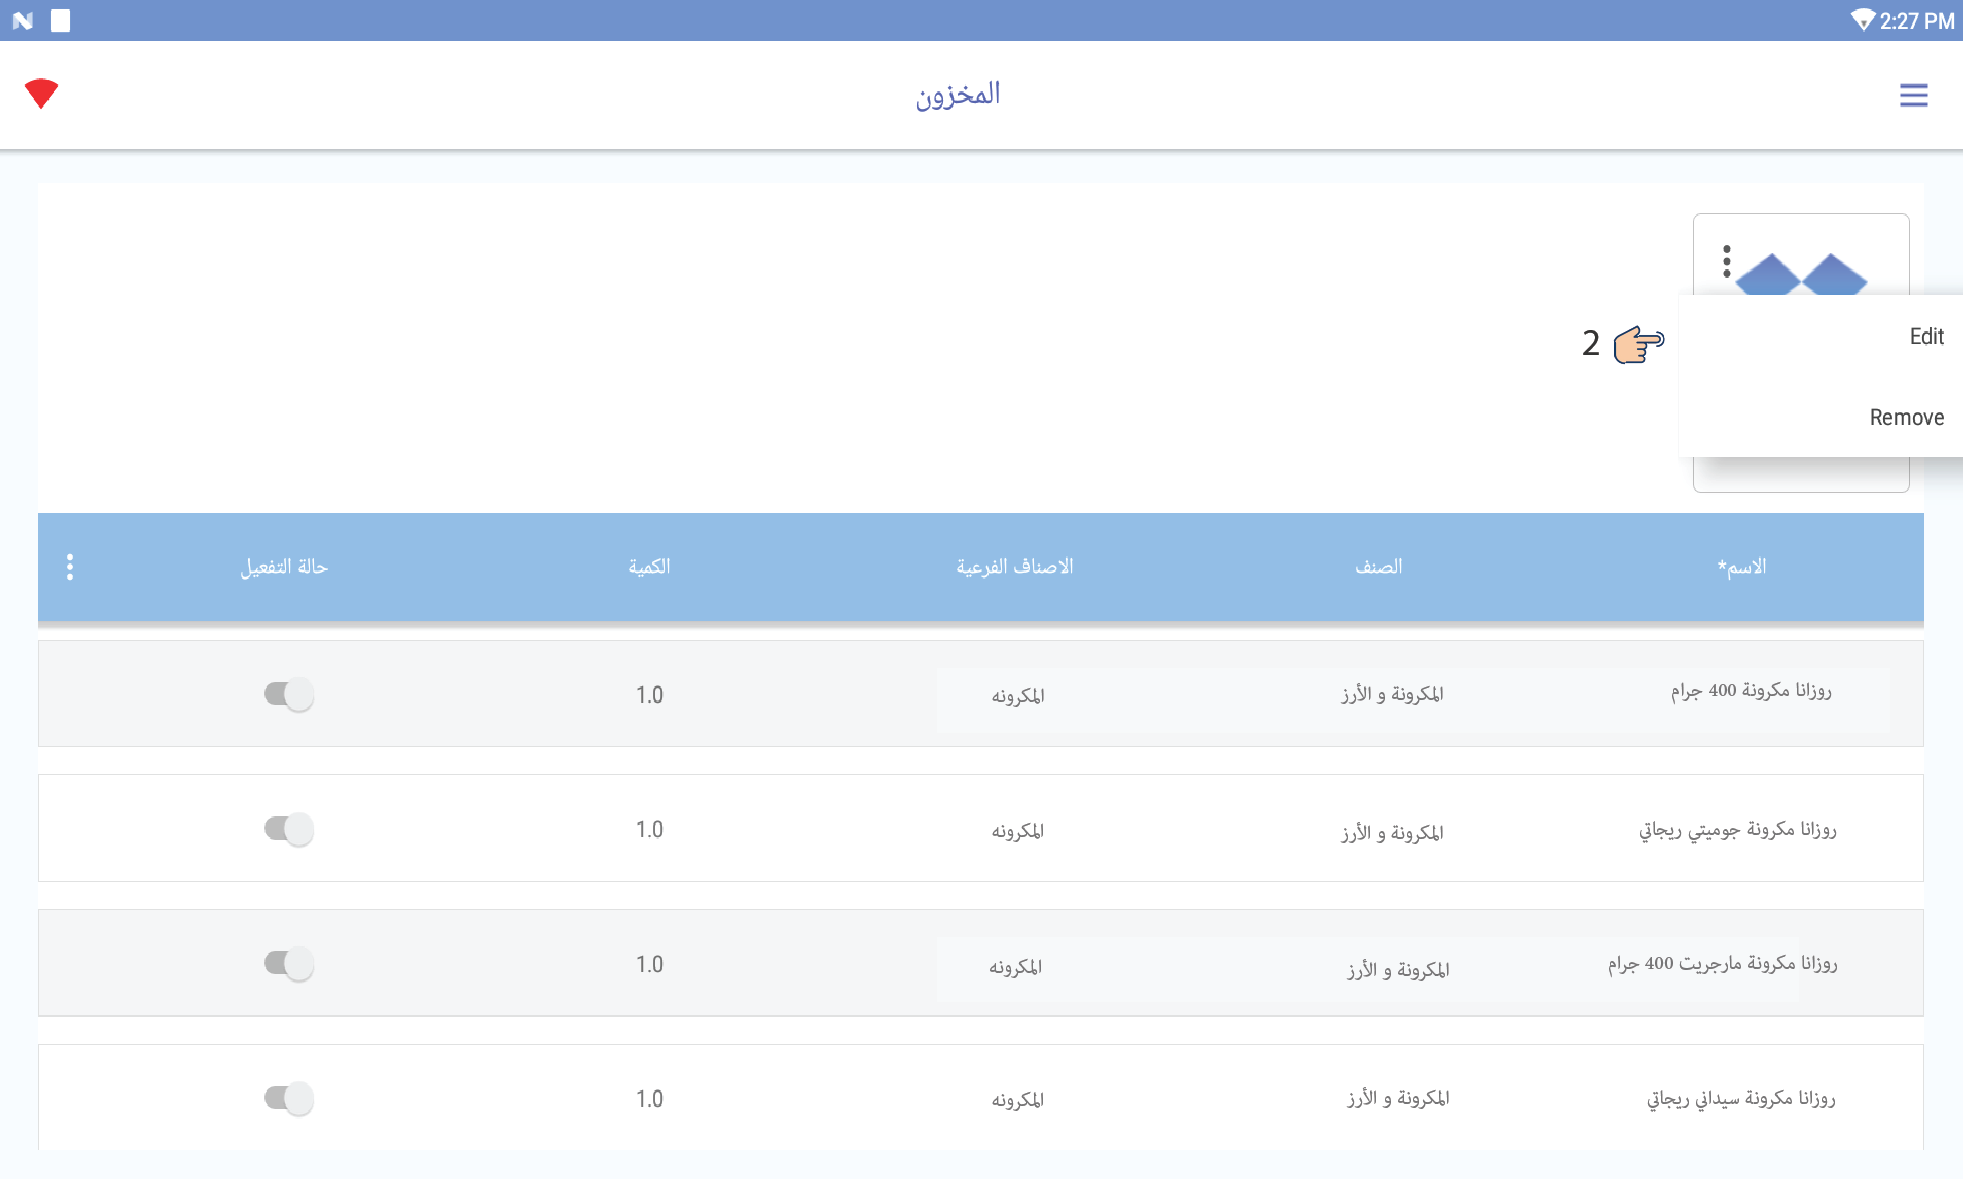 2:27 PM
المخزون
Edit
2
Remove
الاسم* الصنف الاصناف الفرعية الكمية حالة التفعيل
روزانا مكرونة 400 جرام المكرونة و الأرز المكرونه 1.0
روزانا مكرونة جوميتي ريجاتي المكرونة و الأرز المكرونه 1.0
روزانا مكرونة مارجريت 400 جرام المكرونة و الأرز المكرونه 1.0
روزانا مكرونة سيداني ريجاتي المكرونة و الأرز المكرونه 1.0